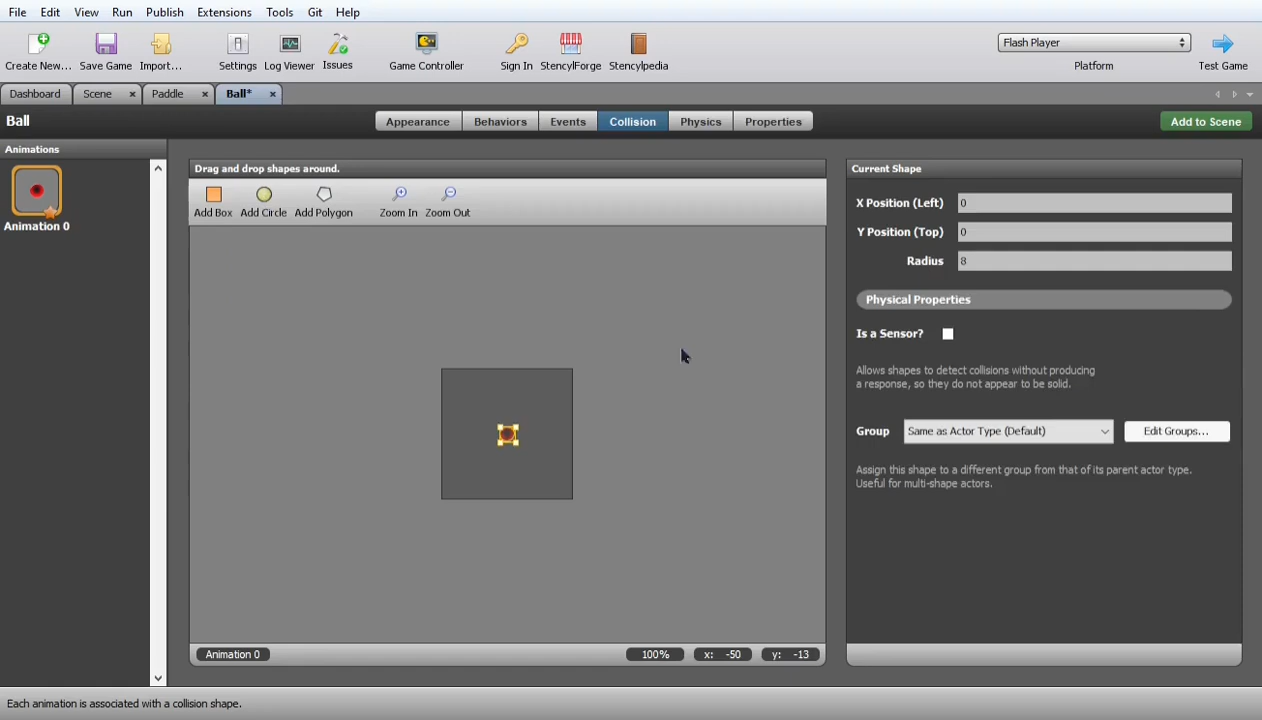 File Edit View Run Publish Extensions Tools Git Help
Create New... Save Game Import... Settings Log Viewer Issues Game Controller Sign In StencylForge Stencylpedia Flash Player Platform Test Game
Dashboard Scene Paddle Ball*
Ball Appearance Behaviors Events Collision Physics Properties Add to Scene
Animations
Animation 0
Drag and drop shapes around.
Add Box Add Circle Add Polygon Zoom In Zoom Out
Animation 0 100% x: -50 y: -13
Current Shape
X Position (Left) 0
Y Position (Top) 0
Radius 8
Physical Properties
Is a Sensor?
Allows shapes to detect collisions without producing
a response, so they do not appear to be solid.
Group Same as Actor Type (Default) Edit Groups...
Assign this shape to a different group from that of its parent actor type.
Useful for multi-shape actors.
Each animation is associated with a collision shape.